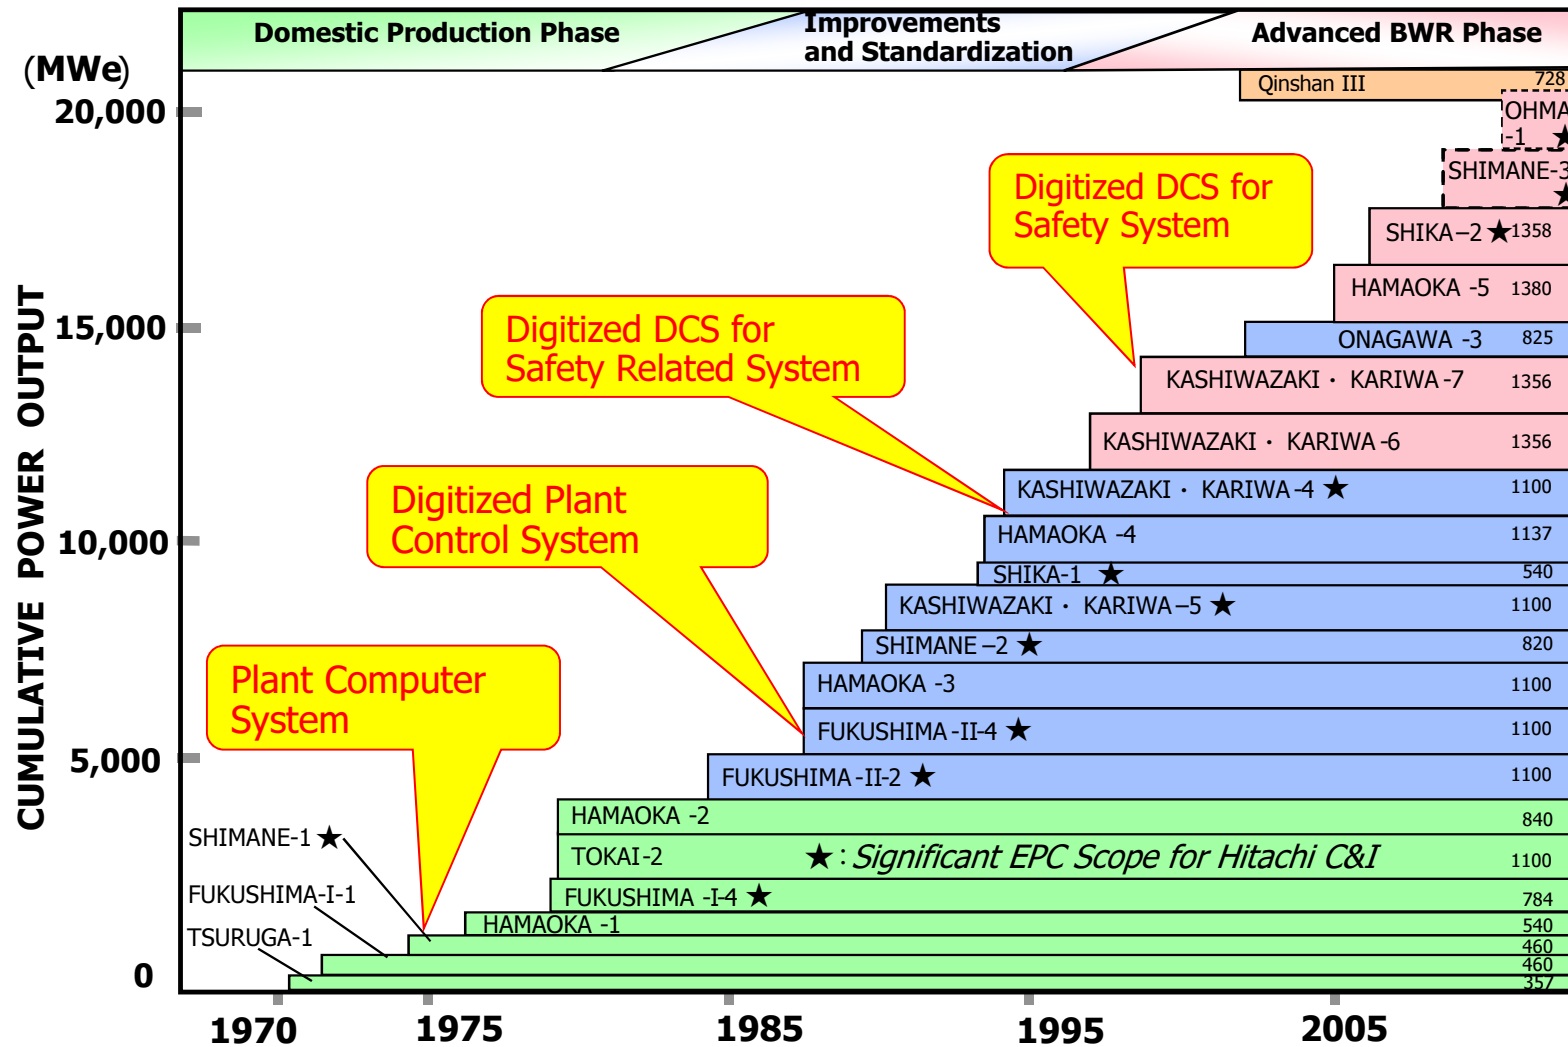 Domestic Production Phase
Improvements
and Standardization
Advanced BWR Phase
(MWe)
20,000
15,000
10,000
5,000
0
CUMULATIVE POWER OUTPUT
Qinshan III 728
OHMA
-1 ★
SHIMANE-3
★
SHIKA–2 ★ 1358
HAMAOKA -5 1380
ONAGAWA -3 825
KASHIWAZAKI・KARIWA-7 1356
KASHIWAZAKI・KARIWA-6 1356
KASHIWAZAKI・KARIWA-4 ★ 1100
HAMAOKA -4 1137
SHIKA-1 ★ 540
KASHIWAZAKI・KARIWA–5 ★ 1100
SHIMANE–2 ★ 820
HAMAOKA -3 1100
FUKUSHIMA-II-4 ★ 1100
FUKUSHIMA-II-2 ★ 1100
HAMAOKA -2 840
TOKAI-2 1100
★ : Significant EPC Scope for Hitachi C&I
FUKUSHIMA -I-4 ★ 784
HAMAOKA -1 540
SHIMANE-1 ★ 460
FUKUSHIMA-I-1 460
TSURUGA-1 357
Digitized DCS for
Safety System
Digitized DCS for
Safety Related System
Digitized Plant
Control System
Plant Computer
System
1970 1975 1985 1995 2005